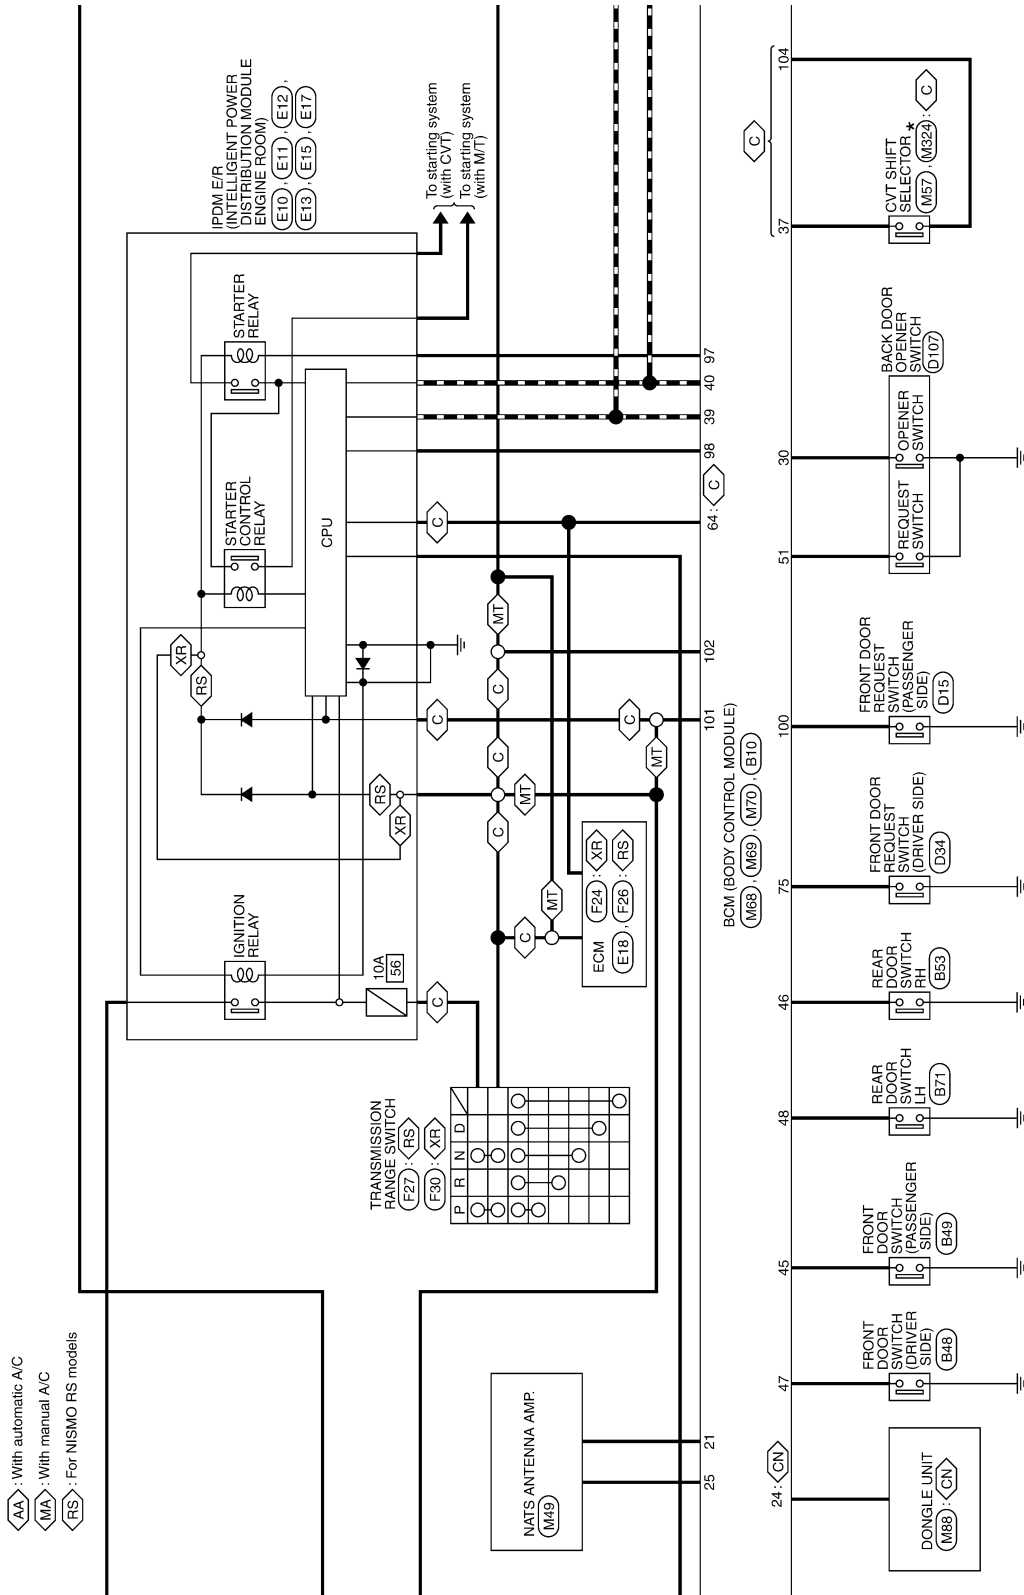 AA : With automatic A/C
MA : With manual A/C
RS : For NISMO RS models
IPDM E/R
(INTELLIGENT POWER
DISTRIBUTION MODULE
ENGINE ROOM)
E10 , E11 , E12 ,
E13 , E15 , E17
STARTER
RELAY
STARTER
CONTROL
RELAY
IGNITION
RELAY
CPU
XR
RS
RS
XR
10A
56
To starting system
(with CVT)
To starting system
(with M/T)
C
C
C
TRANSMISSION
RANGE SWITCH
F27 : RS
F30 : XR
P R N D
C
MT
C
C
MT
C
MT
MT
C
MT
ECM
F24 : XR
E18 , F26 : RS
NATS ANTENNA AMP.
M49
25
21
101
102
64 : C
98
39
40
97
BCM (BODY CONTROL MODULE)
M68 , M69 , M70 , B10
24 : CN
47
45
48
46
75
100
51
30
37
104
C
DONGLE UNIT
M88 : CN
FRONT
DOOR
SWITCH
(DRIVER
SIDE)
B48
FRONT
DOOR
SWITCH
(PASSENGER
SIDE)
B49
REAR
DOOR
SWITCH
LH
B71
REAR
DOOR
SWITCH
RH
B53
FRONT DOOR
REQUEST
SWITCH
(DRIVER SIDE)
D34
FRONT DOOR
REQUEST
SWITCH
(PASSENGER
SIDE)
D15
BACK DOOR
OPENER
SWITCH
D107
REQUEST
SWITCH
OPENER
SWITCH
CVT SHIFT
SELECTOR *
M57 , M324 : C